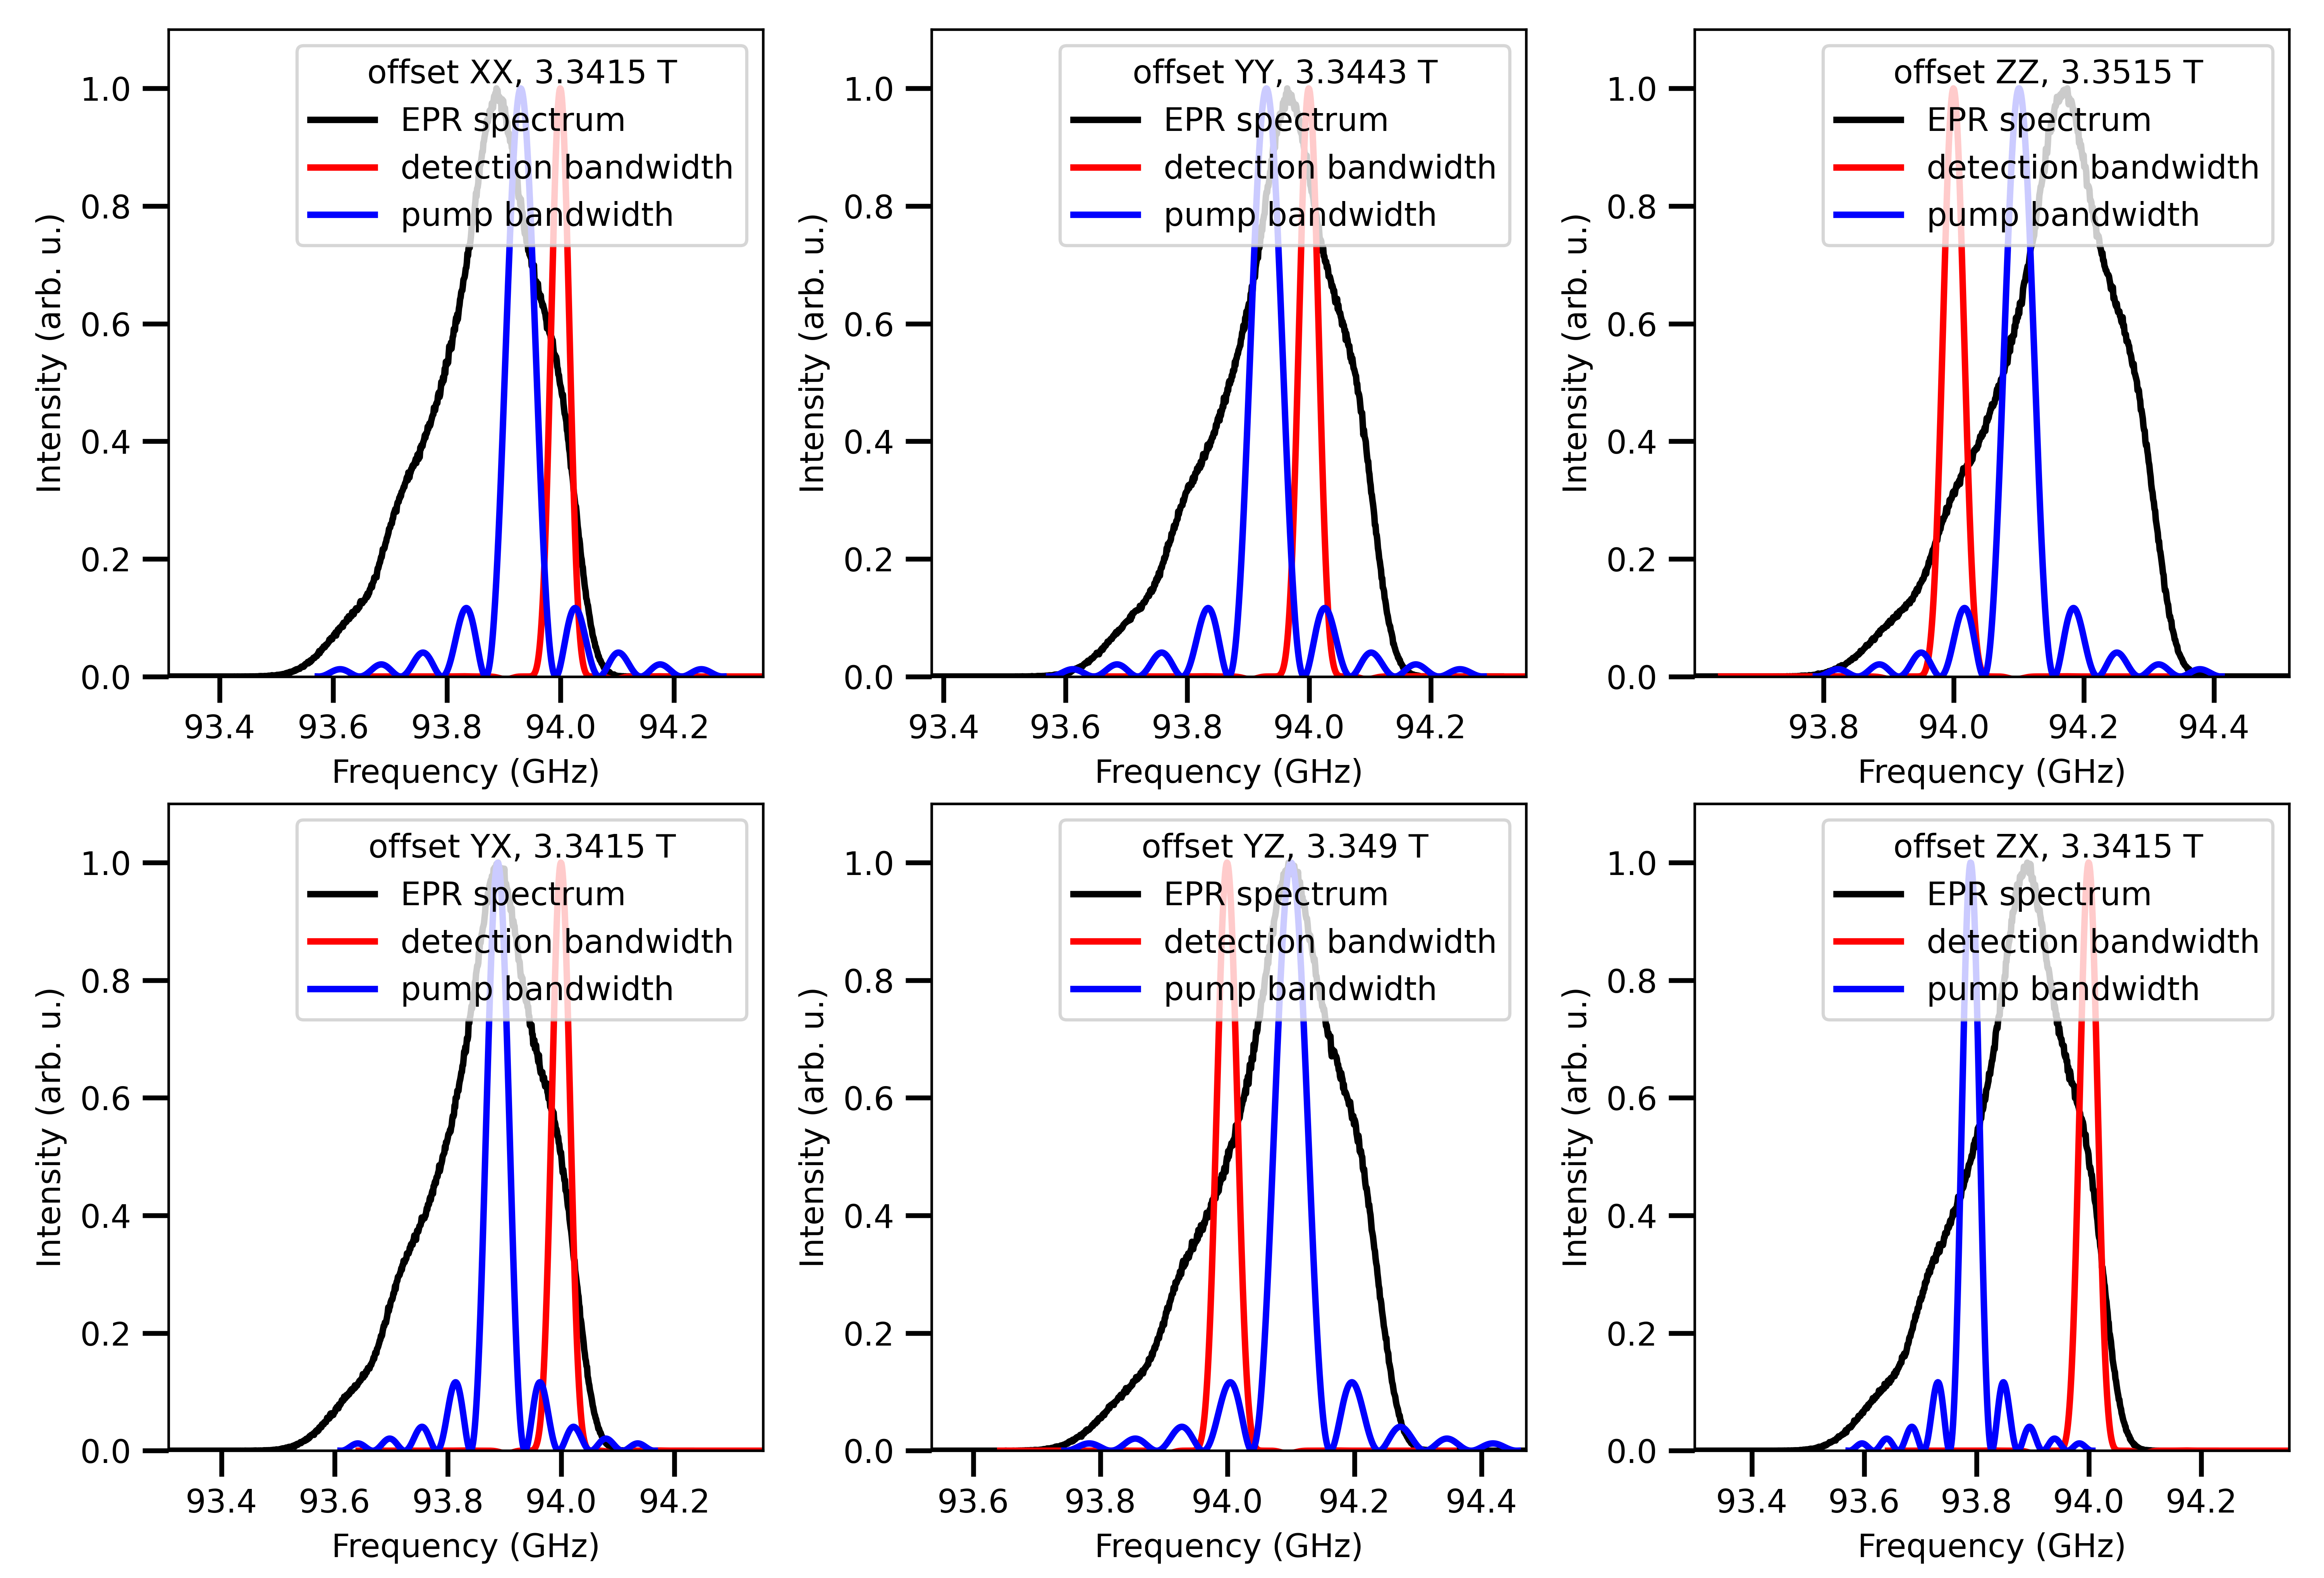 offset XX, 3.3415 T
EPR spectrum
detection bandwidth
pump bandwidth
Intensity (arb. u.)
1.0
0.8
0.6
0.4
0.2
0.0
93.4 93.6 93.8 94.0 94.2
Frequency (GHz)
offset YY, 3.3443 T
EPR spectrum
detection bandwidth
pump bandwidth
Intensity (arb. u.)
1.0
0.8
0.6
0.4
0.2
0.0
93.4 93.6 93.8 94.0 94.2
Frequency (GHz)
offset ZZ, 3.3515 T
EPR spectrum
detection bandwidth
pump bandwidth
Intensity (arb. u.)
1.0
0.8
0.6
0.4
0.2
0.0
93.8 94.0 94.2 94.4
Frequency (GHz)
offset YX, 3.3415 T
EPR spectrum
detection bandwidth
pump bandwidth
Intensity (arb. u.)
1.0
0.8
0.6
0.4
0.2
0.0
93.4 93.6 93.8 94.0 94.2
Frequency (GHz)
offset YZ, 3.349 T
EPR spectrum
detection bandwidth
pump bandwidth
Intensity (arb. u.)
1.0
0.8
0.6
0.4
0.2
0.0
93.6 93.8 94.0 94.2 94.4
Frequency (GHz)
offset ZX, 3.3415 T
EPR spectrum
detection bandwidth
pump bandwidth
Intensity (arb. u.)
1.0
0.8
0.6
0.4
0.2
0.0
93.4 93.6 93.8 94.0 94.2
Frequency (GHz)